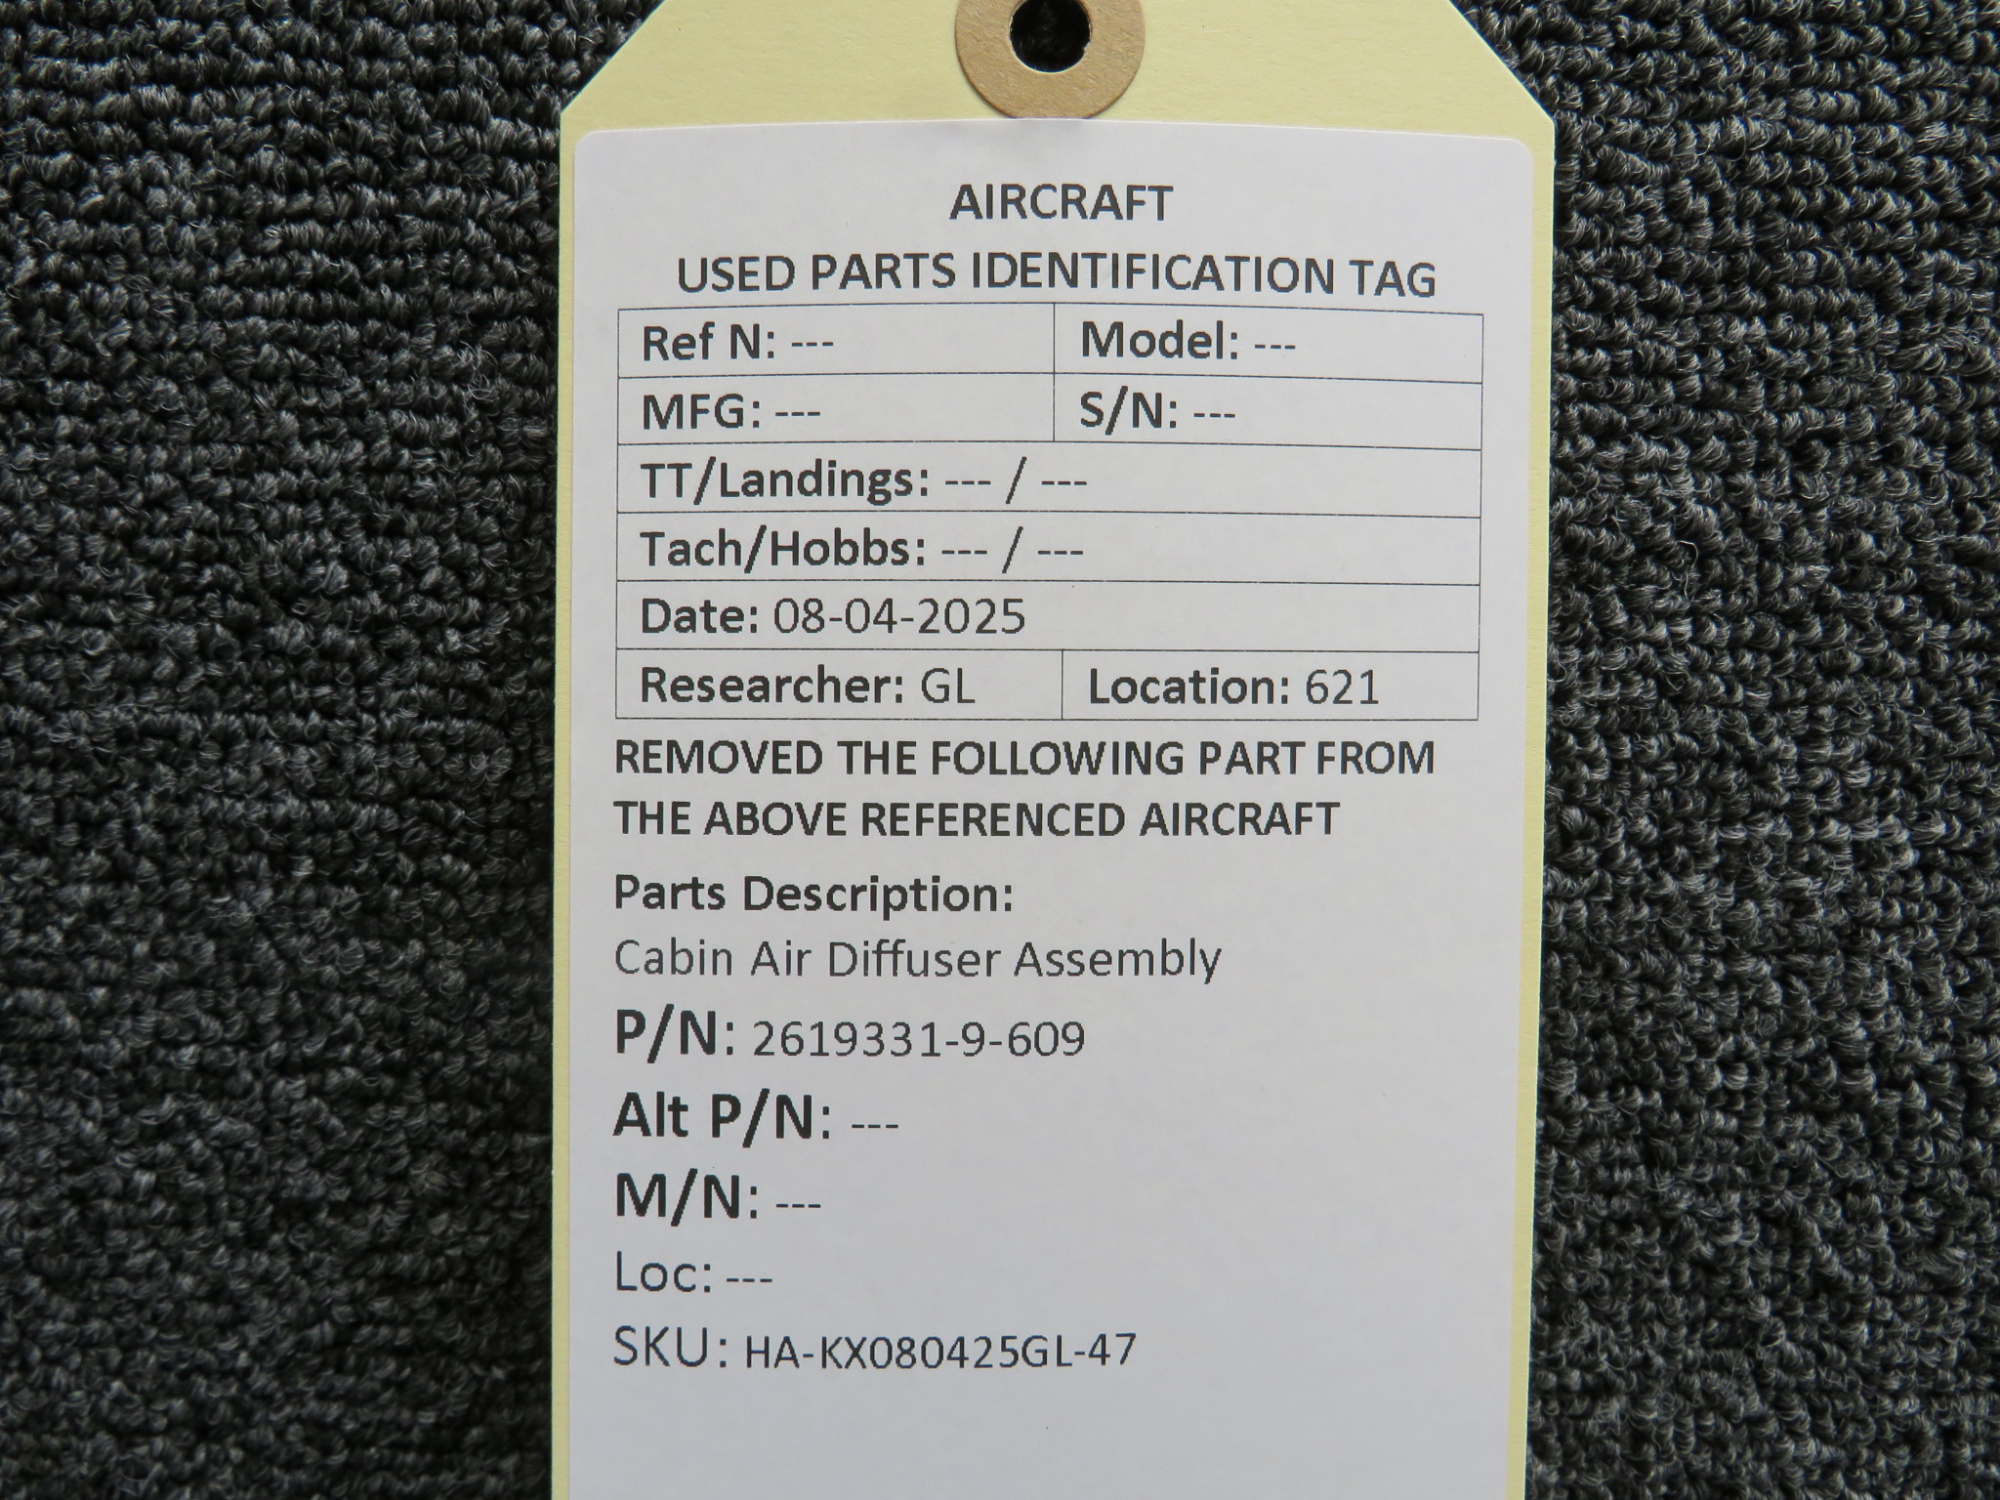 AIRCRAFT
USED PARTS IDENTIFICATION TAG
Ref N: --- Model: ---
MFG: --- S/N: ---
TT/Landings: --- / ---
Tach/Hobbs: --- / ---
Date: 08-04-2025
Researcher: GL Location: 621
REMOVED THE FOLLOWING PART FROM
THE ABOVE REFERENCED AIRCRAFT
Parts Description:
Cabin Air Diffuser Assembly
P/N: 2619331-9-609
Alt P/N: ---
M/N: ---
Loc: ---
SKU: HA-KX080425GL-47